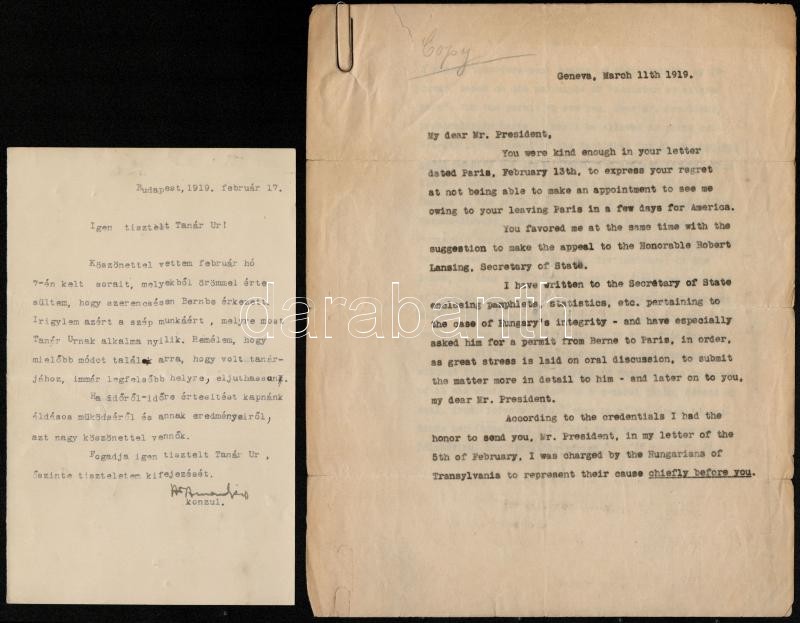 Budapest, 1919. február 17.
Igen tisztelt Tanár Ur!
Köszönettel vettem február hó
7-én kelt sorait, melyekből örömmel érte
sültem, hogy szerencsésen Bernbe érkezett.
Irigylem azért a szép munkáért, melyre most
Tanár Urnak alkalma nyilik. Remélem, hogy
mielőbb módot találnak arra, hogy volt tanár-
jához, immár legfelsőbb helyre, eljuthassanak.
Ha időről-időre értesitést kapnánk
áldásos müködséről és annak eredményeiről,
azt nagy köszönettel vennők.
Fogadja igen tisztelt Tanár Ur,
őszinte tiszteletem kifejezését.
konzul.
Copy
Geneva, March 11th 1919.
My dear Mr. President,
You were kind enough in your letter
dated Paris, February 13th, to express your regret
at not being able to make an appointment to see me
owing to your leaving Paris in a few days for America.
You favored me at the same time with the
suggestion to make the appeal to the Honorable Robert
Lansing, Secretary of State.
I have written to the Secretary of State
enclosing pamphlets, statistics, etc. pertaining to
the case of Hungary's integrity - and have especially
asked him for a permit from Berne to Paris, in order,
as great stress is laid on oral discussion, to submit
the matter more in detail to him - and later on to you,
my dear Mr. President.
According to the credentials I had the
honor to send you, Mr. President, in my letter of the
5th of February, I was charged by the Hungarians of
Transylvania to represent their cause chiefly before you.
darabanth